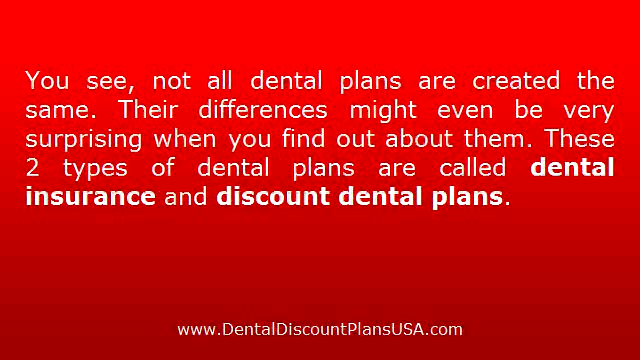 You see, not all dental plans are created the
same. Their differences might even be very
surprising when you find out about them. These
2 types of dental plans are called dental
insurance and discount dental plans.
www.DentalDiscountPlansUSA.com